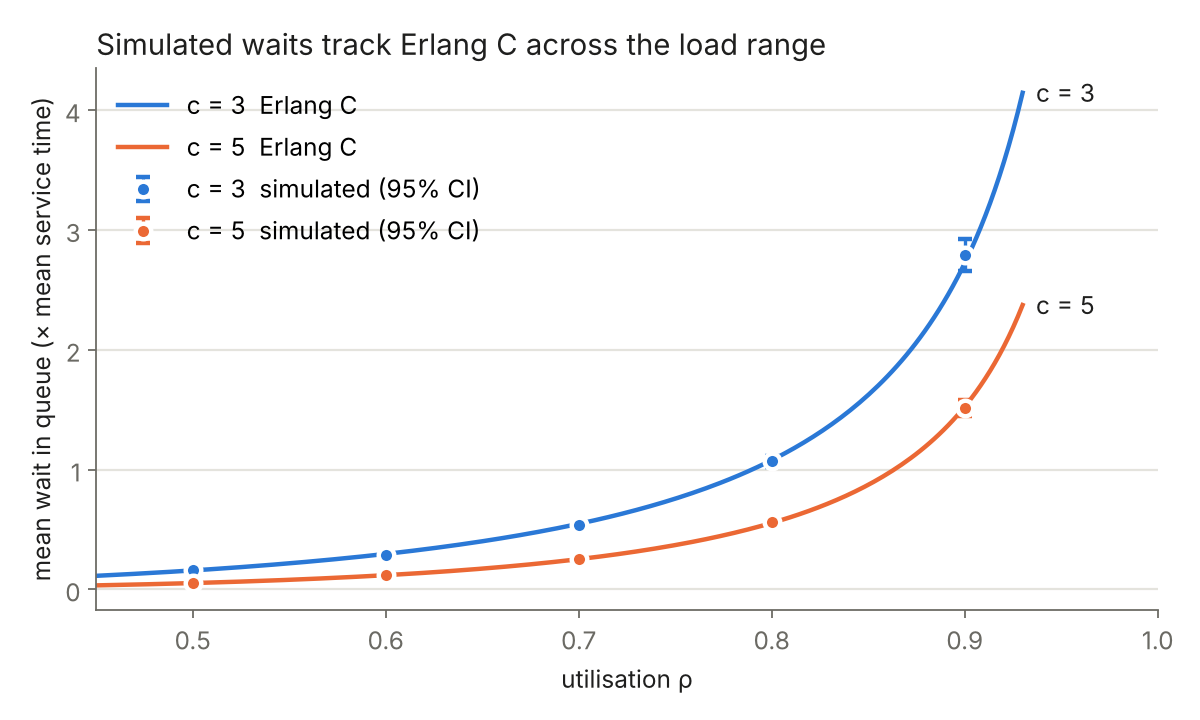 Simulated waits track Erlang C across the load range
c = 3 Erlang C
c = 5 Erlang C
c = 3 simulated (95% CI)
c = 5 simulated (95% CI)
c = 3
c = 5
mean wait in queue (× mean service time)
4
3
2
1
0
0.5 0.6 0.7 0.8 0.9 1.0
utilisation ρ